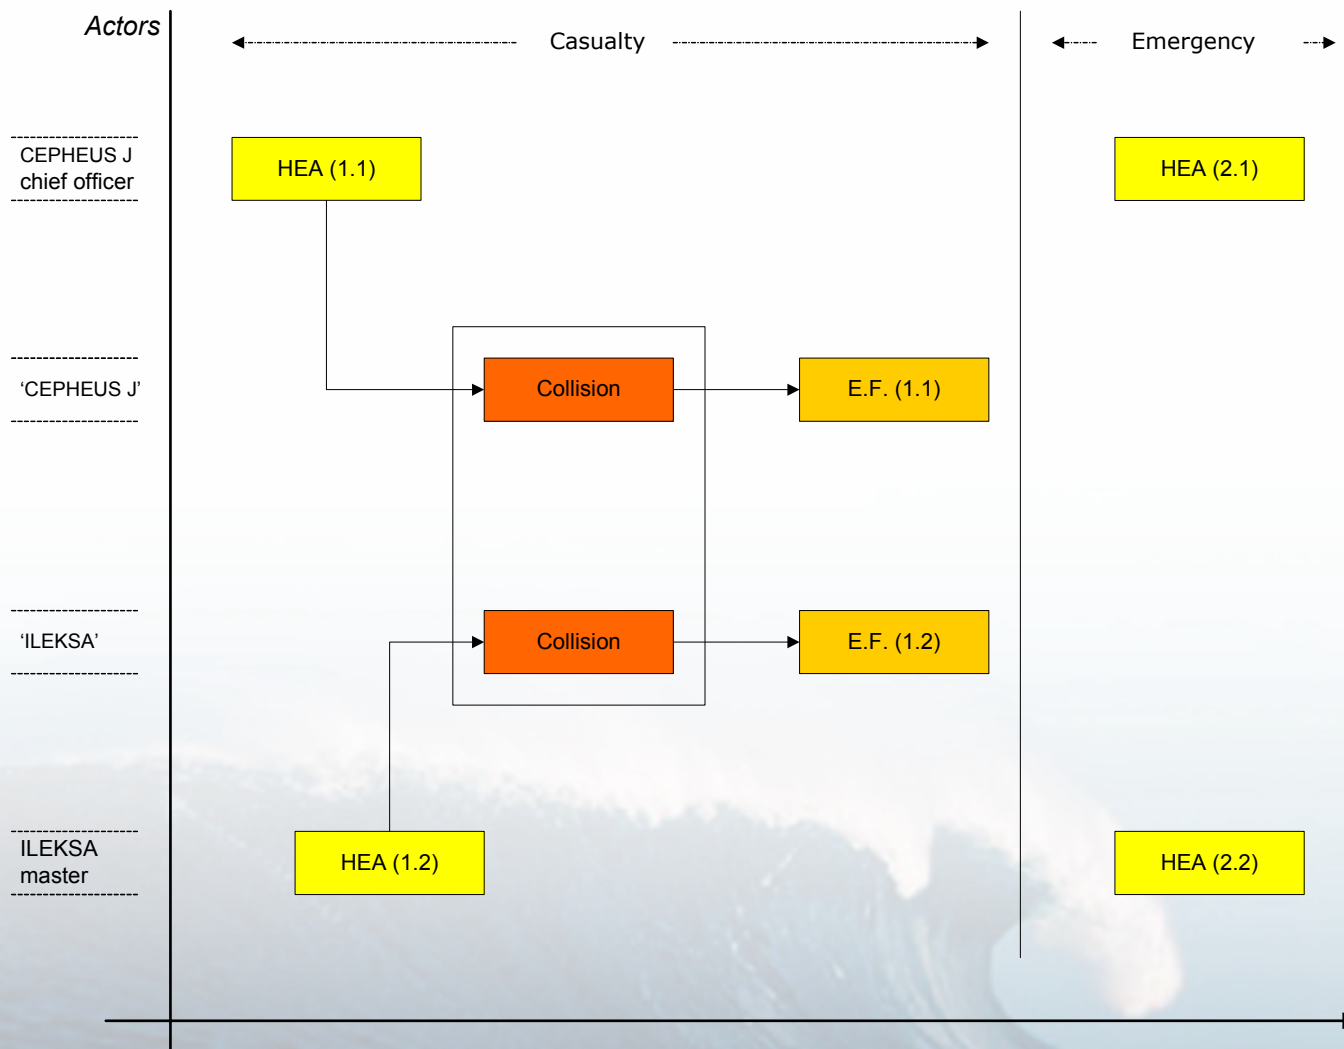 Actors
Casualty
Emergency
CEPHEUS J
chief officer
HEA (1.1)
HEA (2.1)
‘CEPHEUS J’
Collision
E.F. (1.1)
‘ILEKSA’
Collision
E.F. (1.2)
ILEKSA
master
HEA (1.2)
HEA (2.2)